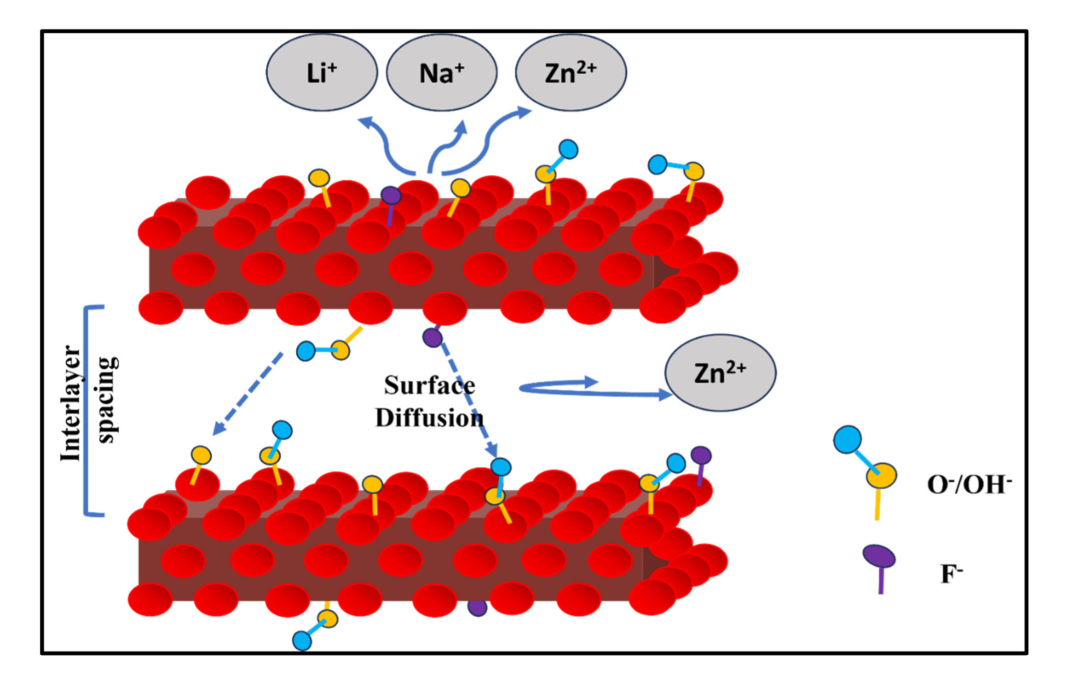 Li⁺ Na⁺ Zn²⁺
Interlayer
spacing
Surface
Diffusion
Zn²⁺
O⁻/OH⁻
F⁻